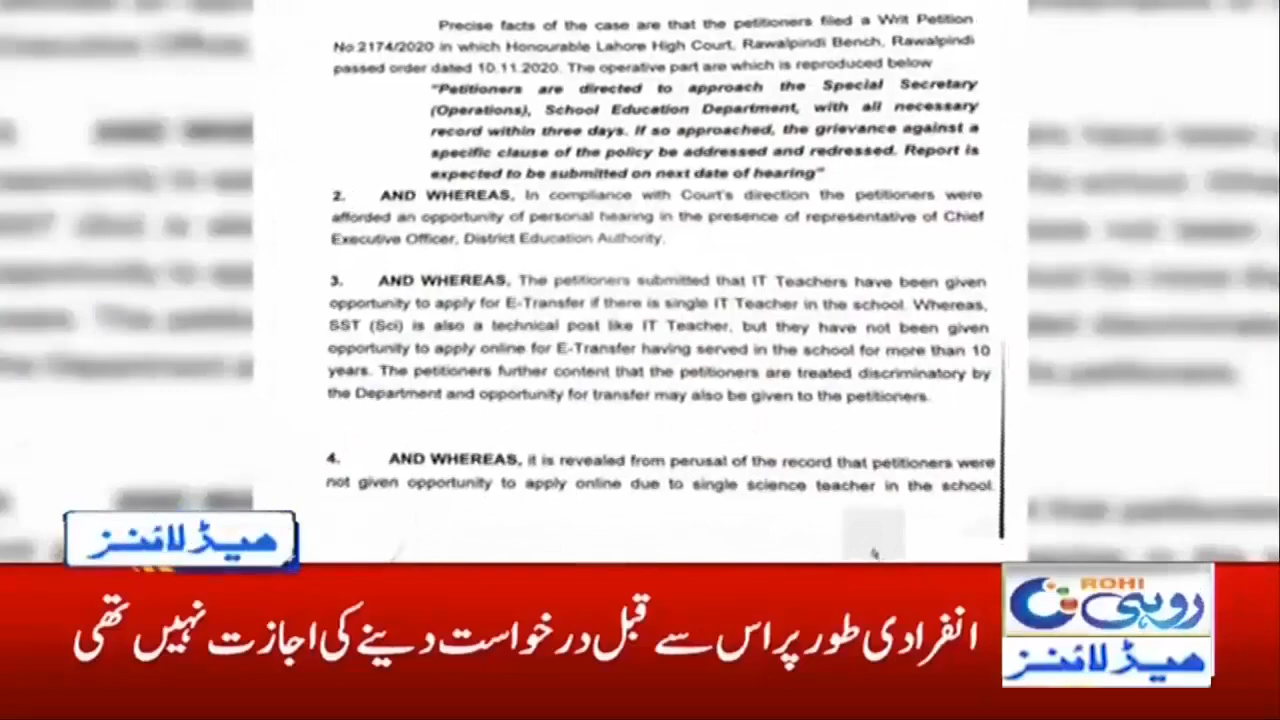 Precise facts of the case are that the petitioners filed a Writ Petition
No.2174/2020 in which Honourable Lahore High Court, Rawalpindi Bench, Rawalpindi
passed order dated 10.11.2020. The operative part are which is reproduced below
"Petitioners are directed to approach the Special Secretary
(Operations), School Education Department, with all necessary
record within three days. If so approached, the grievance against a
specific clause of the policy be addressed and redressed. Report is
expected to be submitted on next date of hearing"
2. AND WHEREAS, In compliance with Court's direction the petitioners were
afforded an opportunity of personal hearing in the presence of representative of Chief
Executive Officer, District Education Authority.
3. AND WHEREAS, The petitioners submitted that IT Teachers have been given
opportunity to apply for E-Transfer if there is single IT Teacher in the school. Whereas,
SST (Sci) is also a technical post like IT Teacher, but they have not been given
opportunity to apply online for E-Transfer having served in the school for more than 10
years. The petitioners further content that the petitioners are treated discriminatory by
the Department and opportunity for transfer may also be given to the petitioners.
4. AND WHEREAS, it is revealed from perusal of the record that petitioners were
not given opportunity to apply online due to single science teacher in the school.
ہیڈلائنز
انفرادی طور پر اس سے قبل درخواست دینے کی اجازت نہیں تھی
ROHI
روہی
ہیڈلائنز